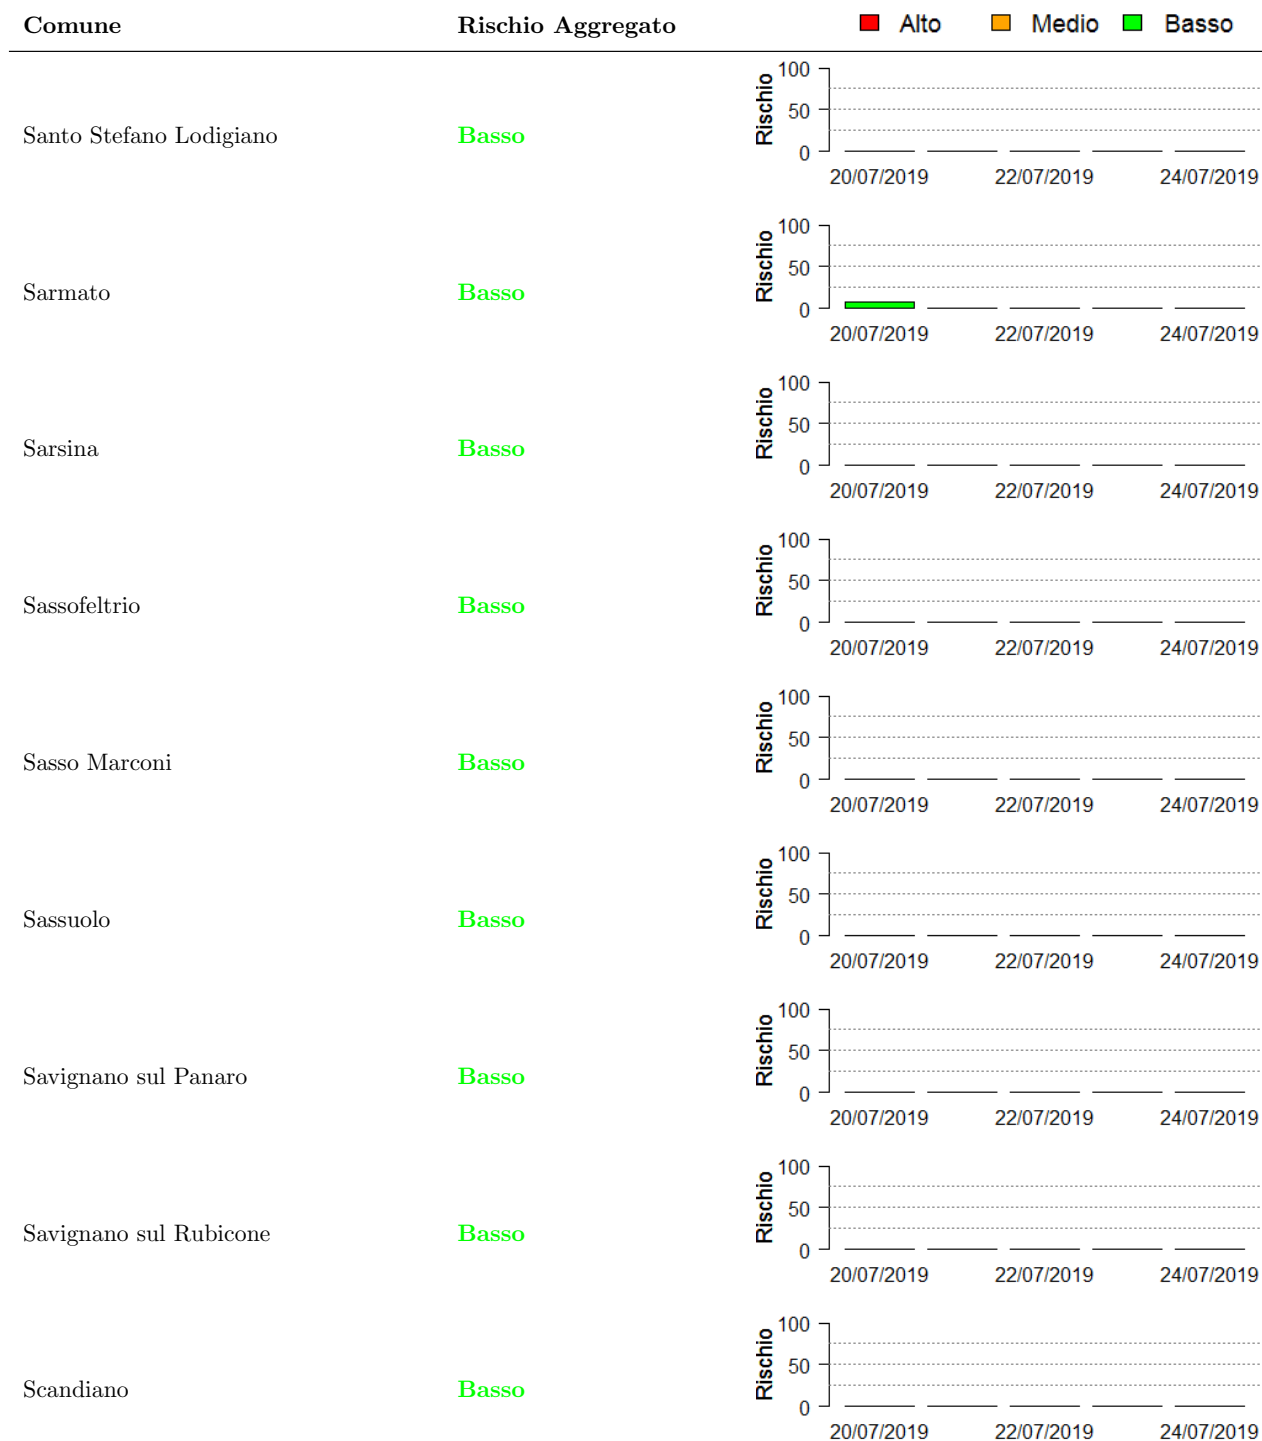 Comune Rischio Aggregato Alto Medio Basso
100
50
0
Rischio
Santo Stefano Lodigiano Basso
20/07/2019 22/07/2019 24/07/2019
100
50
0
Rischio
Sarmato Basso
20/07/2019 22/07/2019 24/07/2019
100
50
0
Rischio
Sarsina Basso
20/07/2019 22/07/2019 24/07/2019
100
50
0
Rischio
Sassofeltrio Basso
20/07/2019 22/07/2019 24/07/2019
100
50
0
Rischio
Sasso Marconi Basso
20/07/2019 22/07/2019 24/07/2019
100
50
0
Rischio
Sassuolo Basso
20/07/2019 22/07/2019 24/07/2019
100
50
0
Rischio
Savignano sul Panaro Basso
20/07/2019 22/07/2019 24/07/2019
100
50
0
Rischio
Savignano sul Rubicone Basso
20/07/2019 22/07/2019 24/07/2019
100
50
0
Rischio
Scandiano Basso
20/07/2019 22/07/2019 24/07/2019